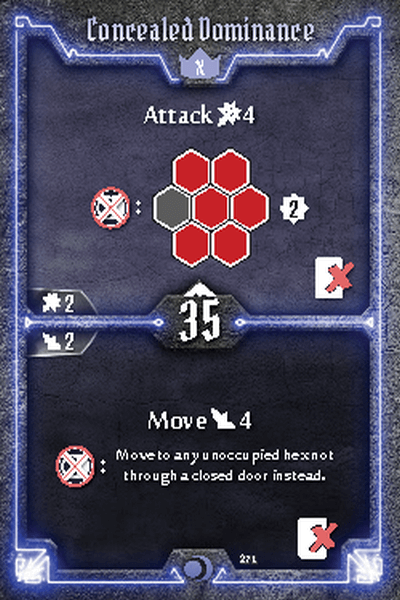 Concealed Dominance
X
Attack 4
: 2
2
35
2
Move 4
: Move to any unoccupied hex not
through a closed door instead.
271